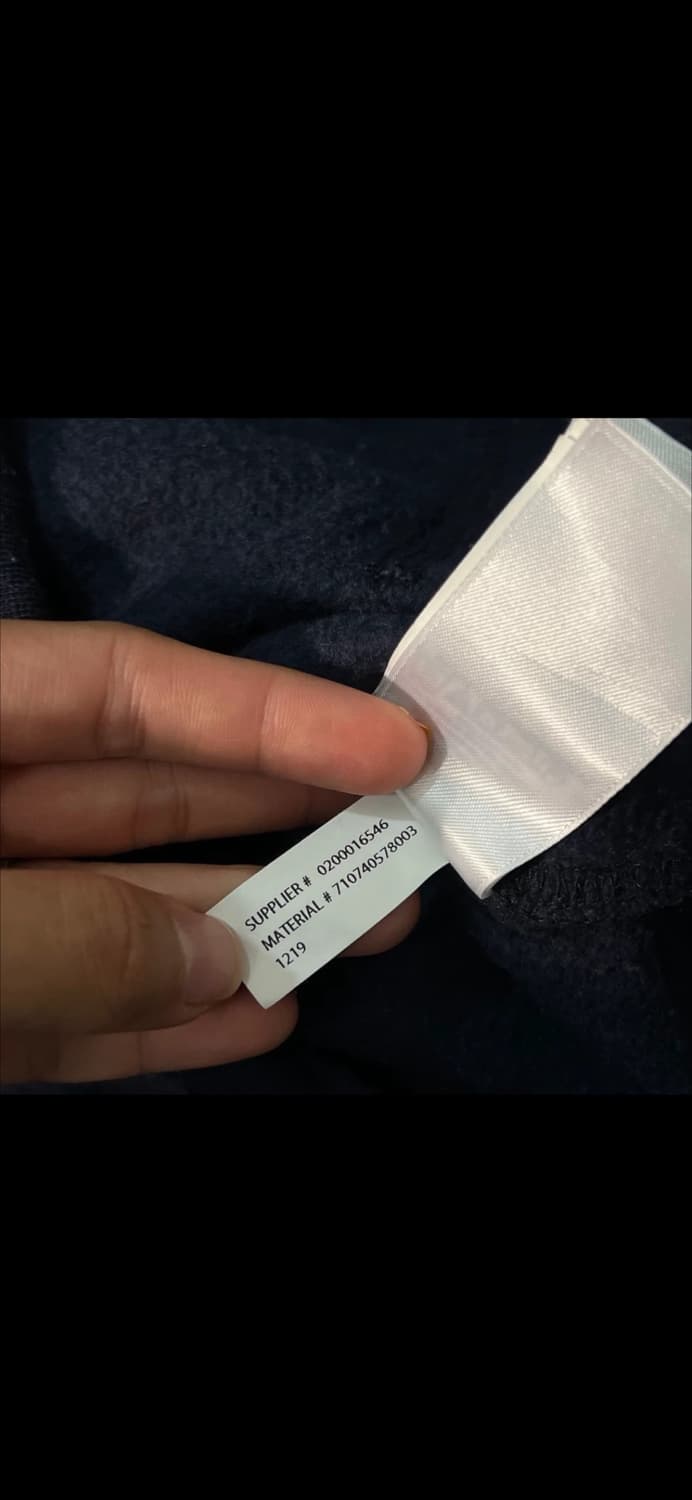 SUPPLIER # 0200016546
MATERIAL # 710740578003
1219